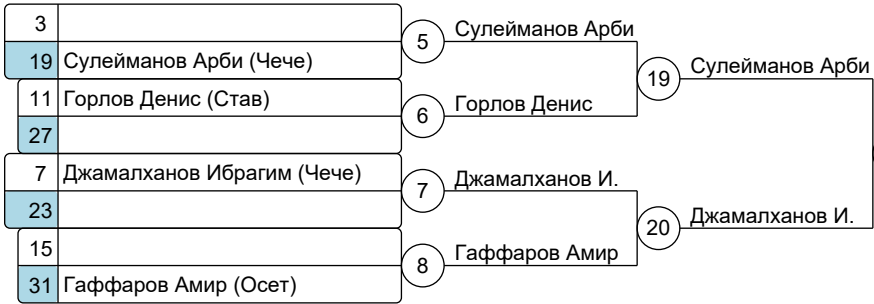 3
19 Сулейманов Арби (Чече)
11 Горлов Денис (Став)
27
7 Джамалханов Ибрагим (Чече)
23
15
31 Гаффаров Амир (Осет)
5 Сулейманов Арби
6 Горлов Денис
7 Джамалханов И.
8 Гаффаров Амир
19 Сулейманов Арби
20 Джамалханов И.